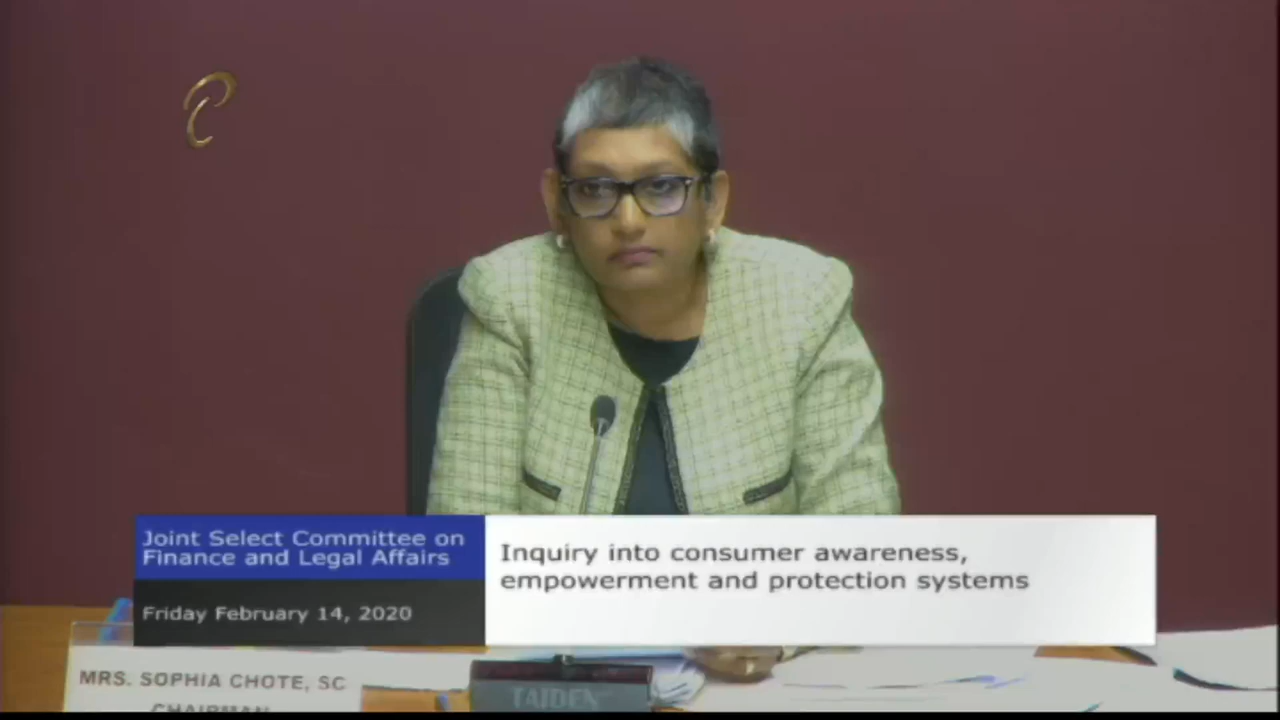 Joint Select Committee on
Finance and Legal Affairs
Inquiry into consumer awareness,
empowerment and protection systems
Friday February 14, 2020
MRS. SOPHIA CHOTE, SC
CHAIRMAN
TAIDEN